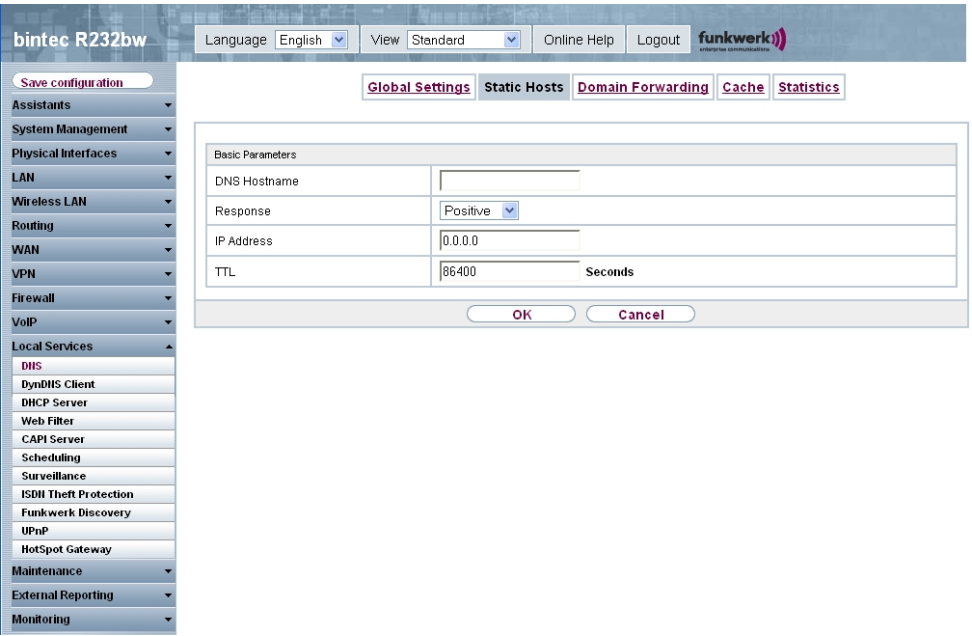 bintec R232bw
Language English View Standard Online Help Logout funkwerk
enterprise communications
Save configuration
Assistants
System Management
Physical Interfaces
LAN
Wireless LAN
Routing
WAN
VPN
Firewall
VoIP
Local Services
DNS
DynDNS Client
DHCP Server
Web Filter
CAPI Server
Scheduling
Surveillance
ISDN Theft Protection
Funkwerk Discovery
UPnP
HotSpot Gateway
Maintenance
External Reporting
Monitoring
Global Settings Static Hosts Domain Forwarding Cache Statistics
Basic Parameters
DNS Hostname
Response Positive
IP Address 0.0.0.0
TTL 86400 Seconds
OK Cancel